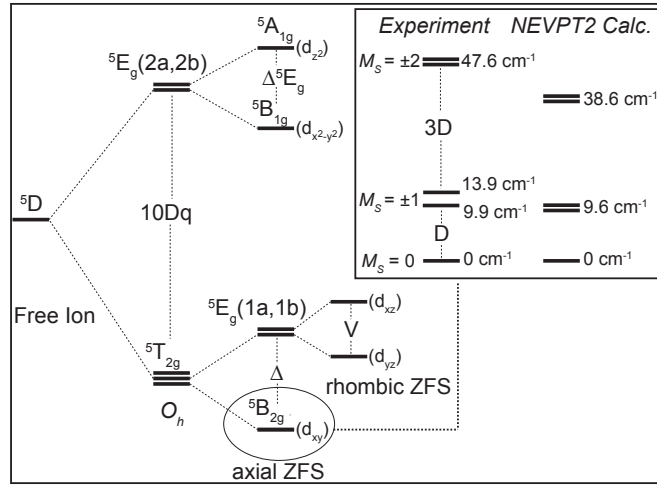 ⁵A₁g
(d_z²)
⁵E_g(2a,2b)
Δ⁵E_g
⁵B₁g
(d_x²-y²)
⁵D
10Dq
Free Ion
⁵E_g(1a,1b)
(d_xz)
V
(d_yz)
rhombic ZFS
⁵T₂g
O_h
Δ
⁵B₂g
(d_xy)
axial ZFS
Experiment NEVPT2 Calc.
M_S = ±2 47.6 cm⁻¹
38.6 cm⁻¹
3D
13.9 cm⁻¹
M_S = ±1 9.9 cm⁻¹ 9.6 cm⁻¹
D
M_S = 0 0 cm⁻¹ 0 cm⁻¹